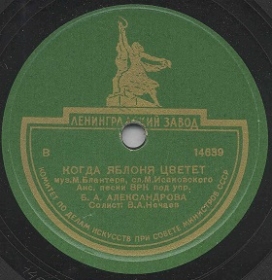 ЛЕНИНГРАДСКИЙ ЗАВОД
В 14639
КОГДА ЯБЛОНЯ ЦВЕТЕТ
муз. М. Блантера, сл. М. Исаковского
Анс. песни ВРК под упр.
Б. А. АЛЕКСАНДРОВА
Солист: В. А. Нечаев
КОМИТЕТ ПО ДЕЛАМ ИСКУССТВ ПРИ СОВЕТЕ МИНИСТРОВ СССР